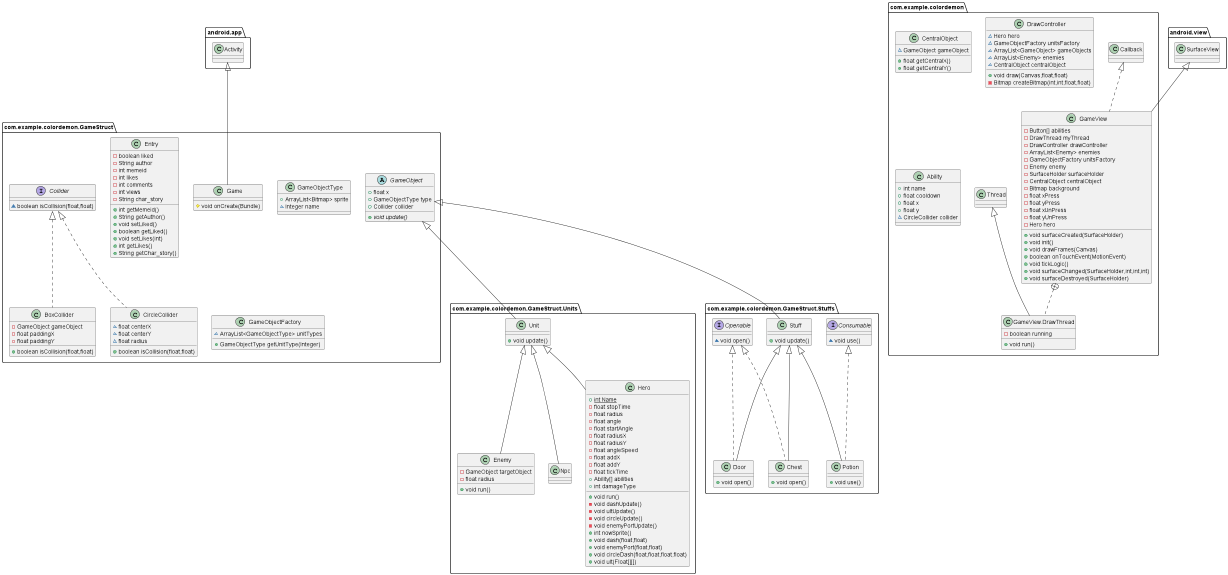 com.example.colordemon
C CentralObject
GameObject gameObject
float getCentralx()
float getCentralY()
C DrawController
Hero hero
GameObjectFactory unitsFactory
ArrayList<GameObject> gameObjects
ArrayList<Enemy> enemies
CentralObject centralObject
void draw(Canvas,float,float)
Bitmap createBitmap(int,int,float,float)
C Callback
android.view
C SurfaceView
android.app
C Activity
C GameView
Button[] abilities
DrawThread myThread
DrawController drawController
ArrayList<Enemy> enemies
GameObjectFactory unitsFactory
Enemy enemy
SurfaceHolder surfaceHolder
CentralObject centralObject
Bitmap background
float xPress
float yPress
float xUnPress
float yUnPress
Hero hero
void surfaceCreated(SurfaceHolder)
void init()
void drawFrames(Canvas)
boolean onTouchEvent(MotionEvent)
void tickLogic()
void surfaceChanged(SurfaceHolder,int,int,int)
void surfaceDestroyed(SurfaceHolder)
C Ability
int name
float cooldown
float x
float y
CircleCollider collider
C Thread
C GameView.DrawThread
boolean running
void run()
com.example.colordemon.GameStruct
I Collider
boolean isCollision(float,float)
C Entry
boolean liked
String author
int memeid
int likes
int comments
int views
String char_story
int getMemeid()
String getAuthor()
void setLiked()
boolean getLiked()
void setLikes(int)
int getLikes()
String getChar_story()
C Game
void onCreate(Bundle)
C GameObjectType
ArrayList<Bitmap> sprite
Integer name
A GameObject
float x
GameObjectType type
Collider collider
void update()
C BoxCollider
GameObject gameObject
float paddingX
float paddingY
boolean isCollision(float,float)
C CircleCollider
float centerX
float centerY
float radius
boolean isCollision(float,float)
C GameObjectFactory
ArrayList<GameObjectType> unitTypes
GameObjectType getUnitType(Integer)
com.example.colordemon.GameStruct.Units
C Unit
void update()
C Enemy
GameObject targetObject
float radius
void run()
C Npc
C Hero
int Name
float stopTime
float radius
float angle
float startAngle
float radiusX
float radiusY
float angleSpeed
float addX
float addY
float tickTime
Ability[] abilities
int damageType
void run()
void dashUpdate()
void ultUpdate()
void circleUpdate()
void enemyPortUpdate()
int nowSprite()
void dash(float,float)
void enemyPort(float,float)
void circleDash(float,float,float,float)
void ult(Float[][])
com.example.colordemon.GameStruct.Stuffs
I Openable
void open()
C Stuff
void update()
I Consumable
void use()
C Door
void open()
C Chest
void open()
C Potion
void use()